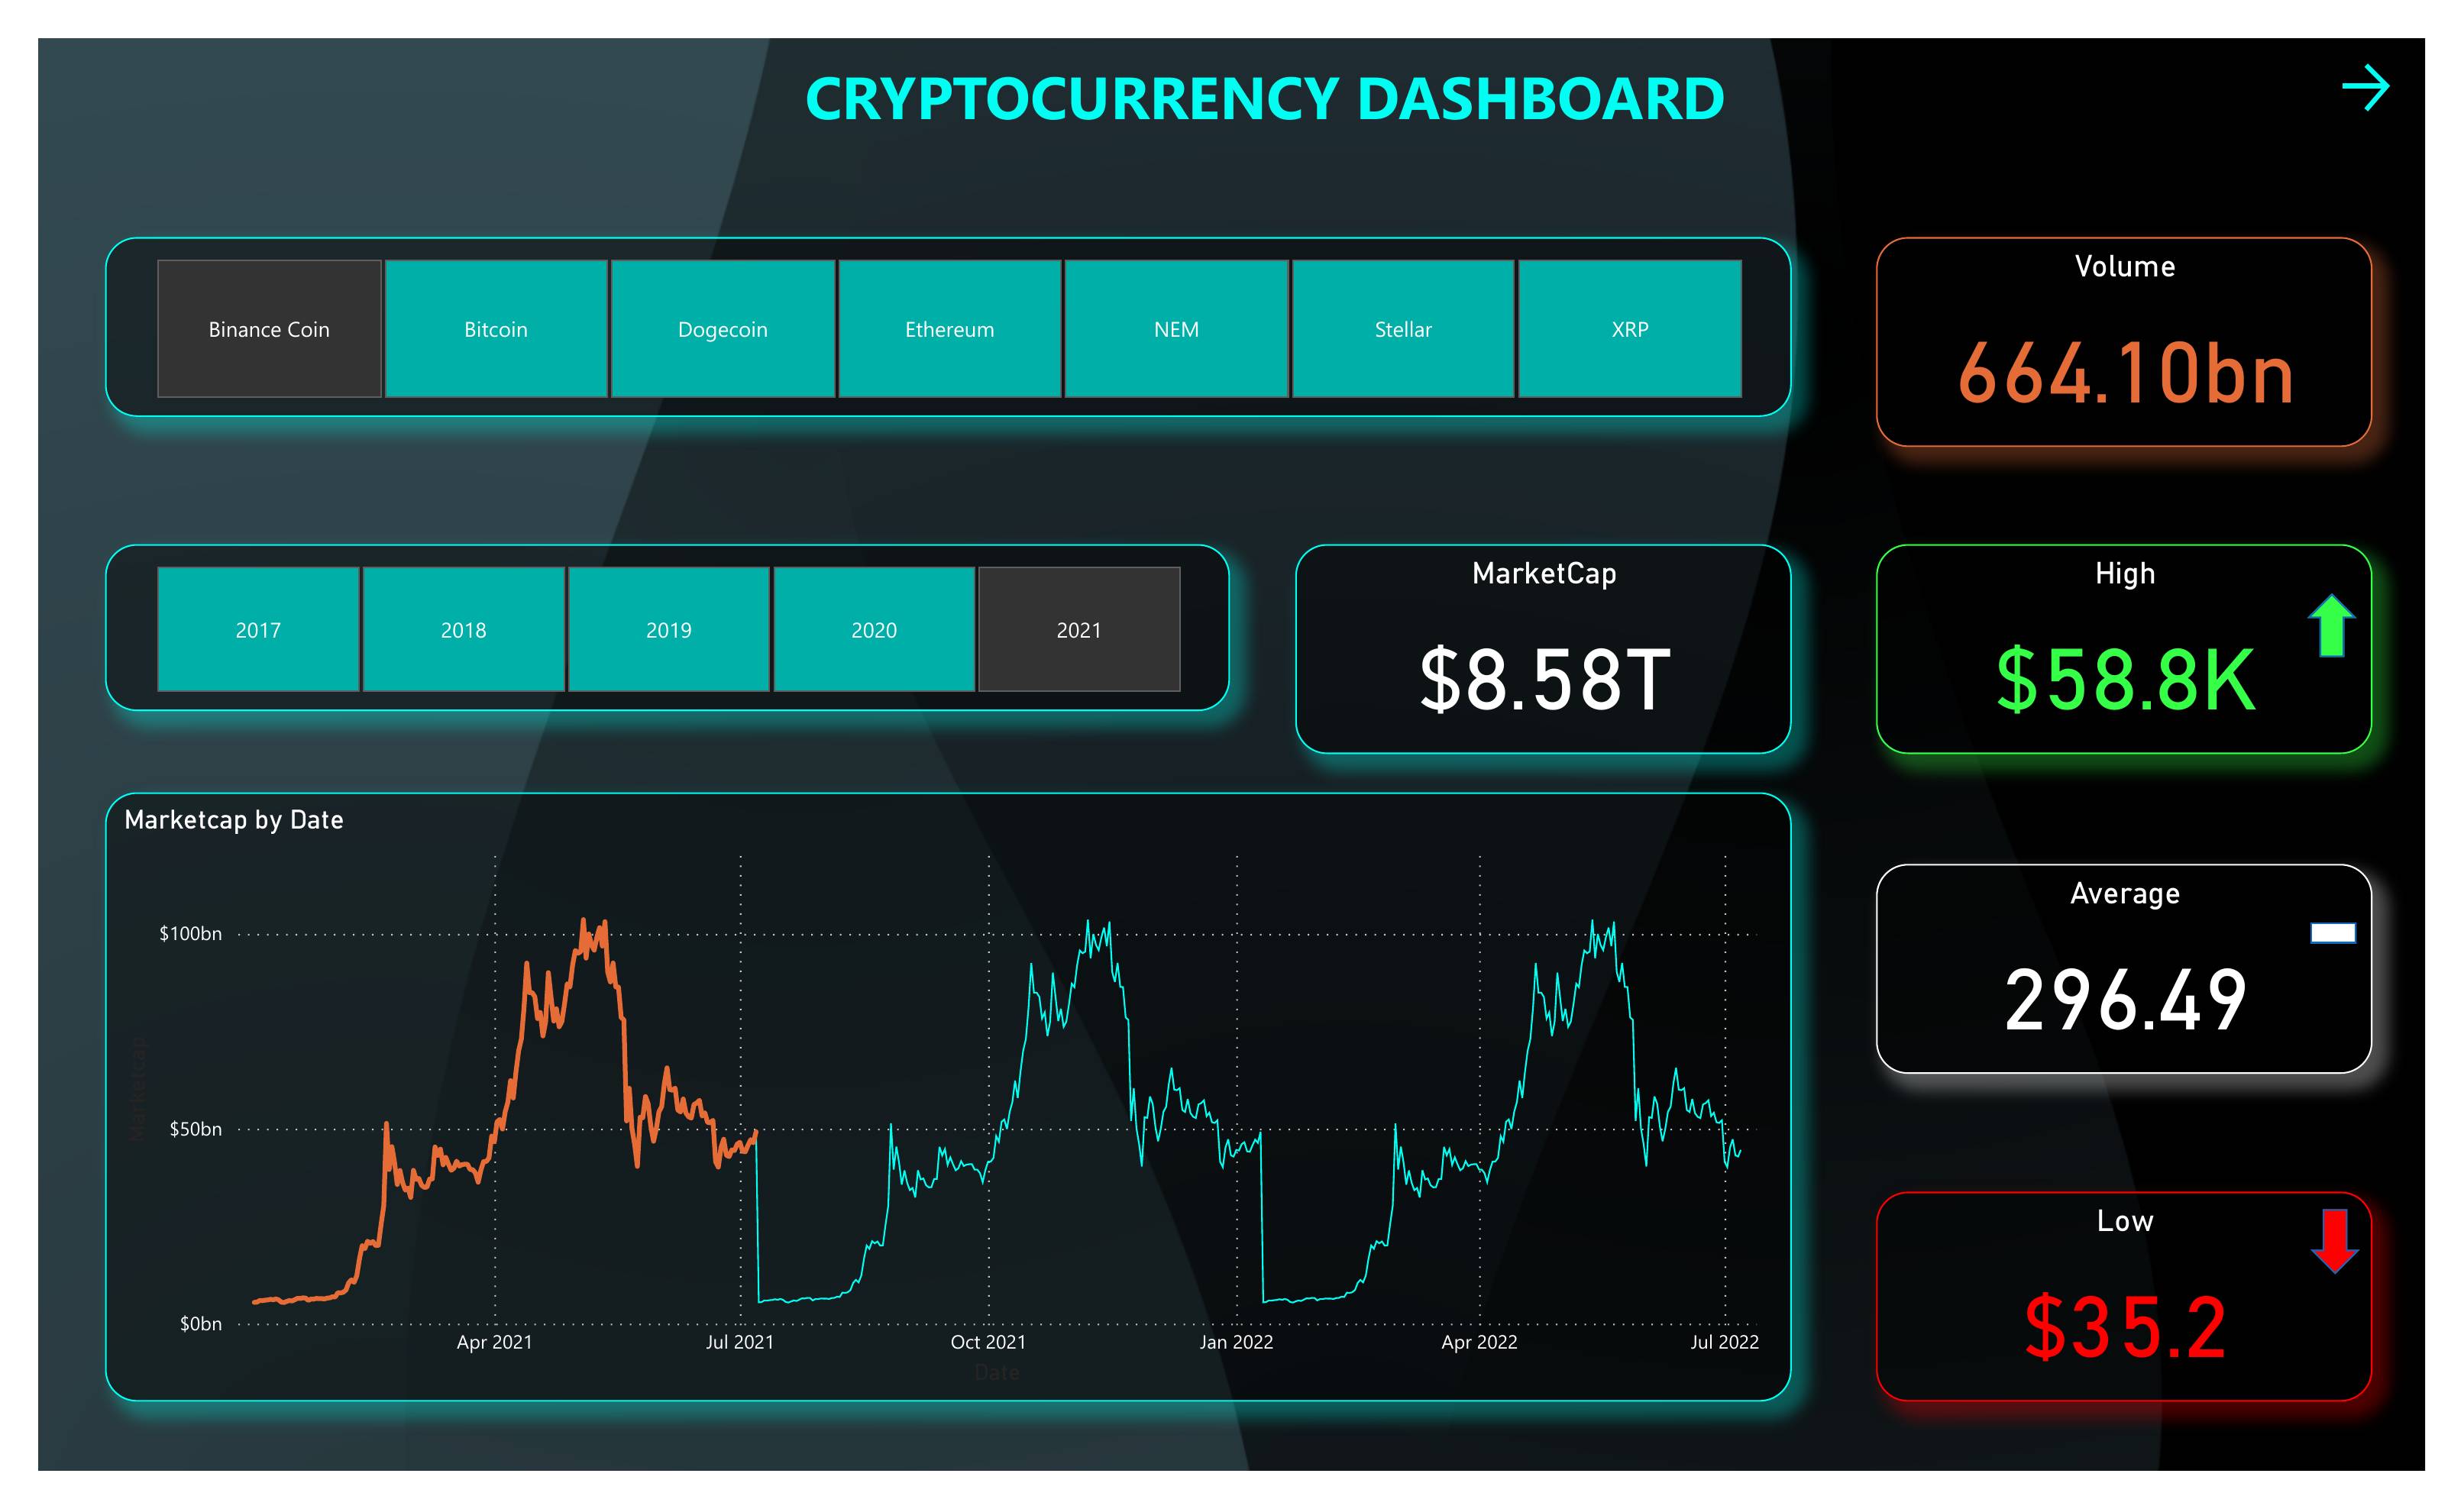 CRYPTOCURRENCY DASHBOARD
Binance Coin
Bitcoin
Dogecoin
Ethereum
NEM
Stellar
XRP
Volume
664.10bn
2017
2018
2019
2020
2021
MarketCap
$8.58T
High
$58.8K
Marketcap by Date
$100bn
$50bn
$0bn
Marketcap
Apr 2021
Jul 2021
Oct 2021
Jan 2022
Apr 2022
Jul 2022
Date
Average
296.49
Low
$35.2